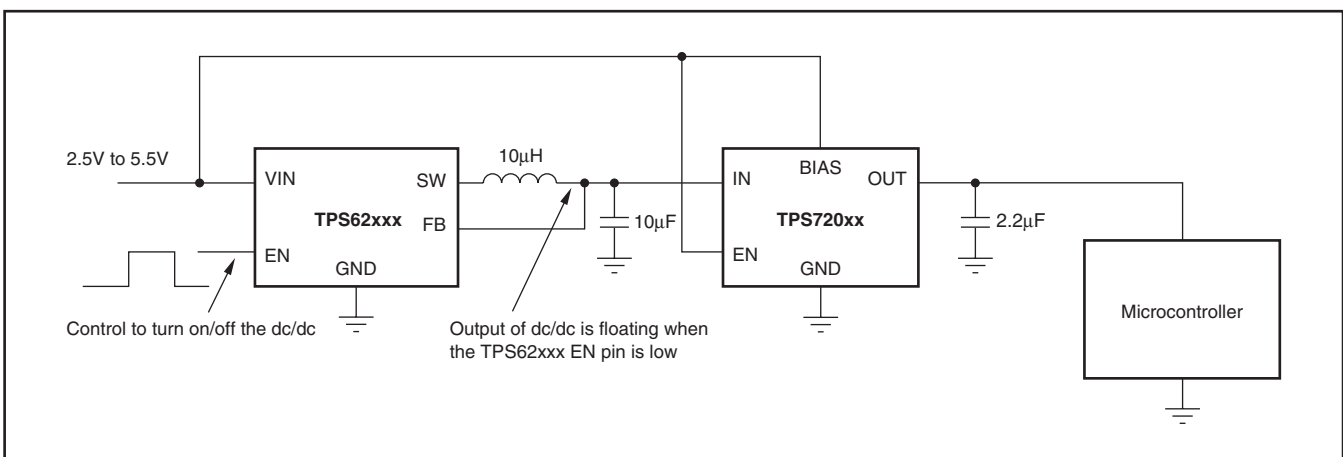 2.5V to 5.5V
VIN
SW
TPS62xxx
FB
EN
GND
Control to turn on/off the dc/dc
10μH
10μF
Output of dc/dc is floating when
the TPS62xxx EN pin is low
IN
BIAS
OUT
TPS720xx
EN
GND
2.2μF
Microcontroller